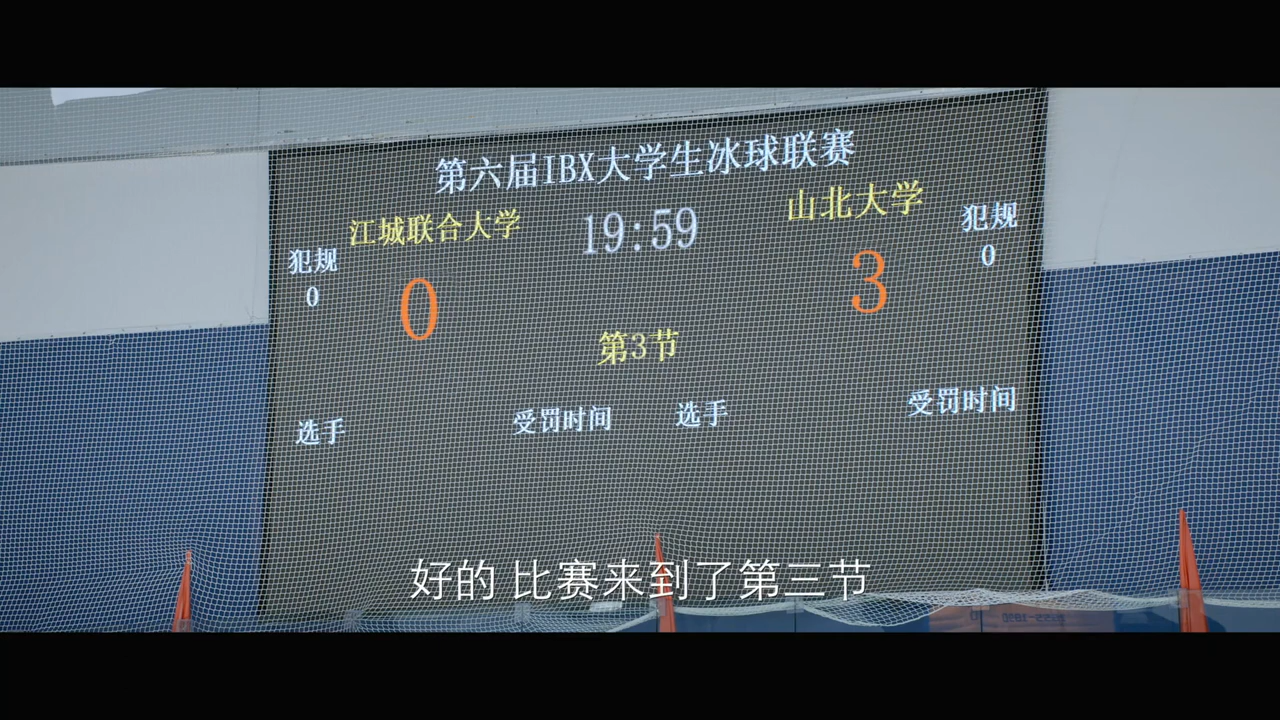 第六届IBX大学生冰球联赛
江城联合大学 19:59 山北大学
犯规 犯规
0 0 3 0
第3节
选手 受罚时间 选手 受罚时间
好的 比赛来到了第三节